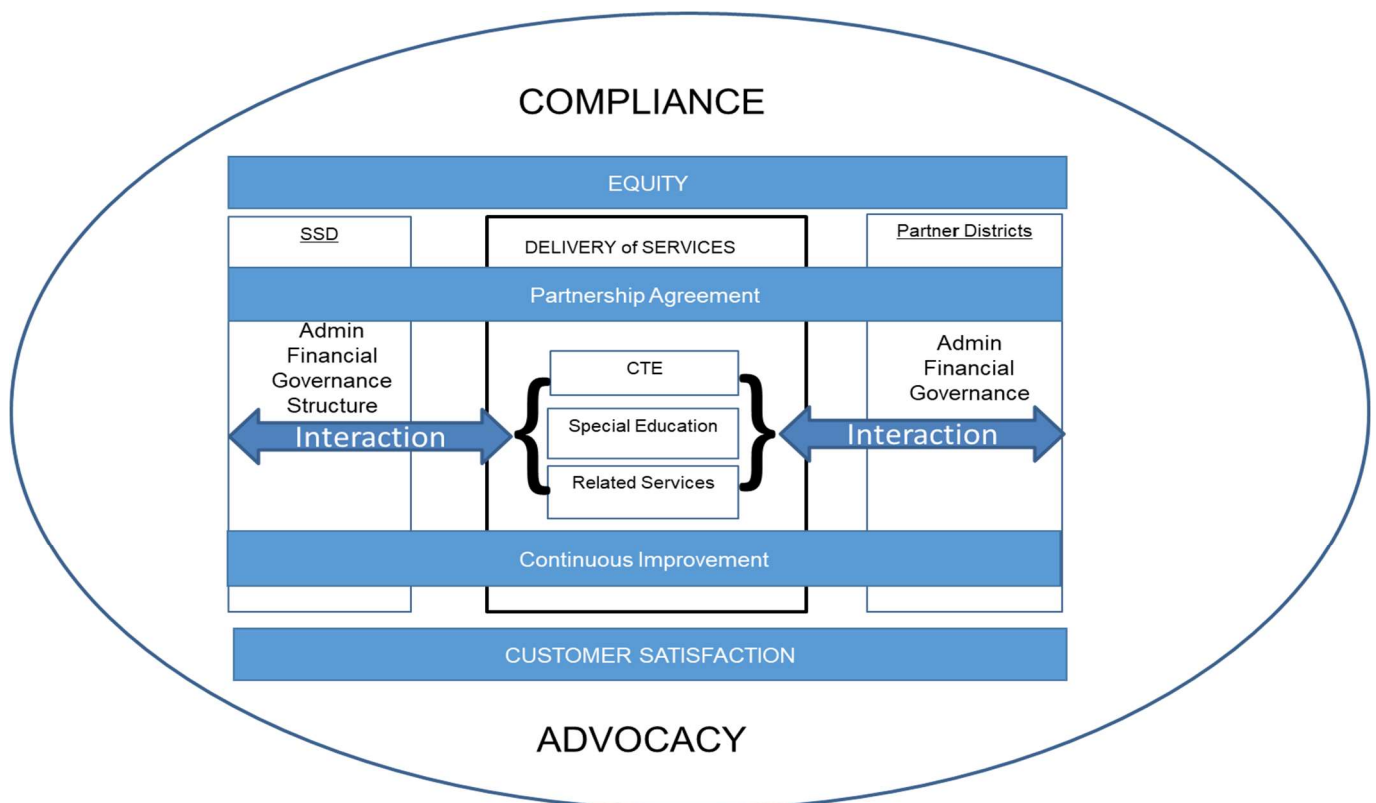 COMPLIANCE
EQUITY
SSD
DELIVERY of SERVICES
Partner Districts
Partnership Agreement
Admin
Financial
Governance
Structure
Interaction
CTE
Special Education
Related Services
Admin
Financial
Governance
Interaction
Continuous Improvement
CUSTOMER SATISFACTION
ADVOCACY